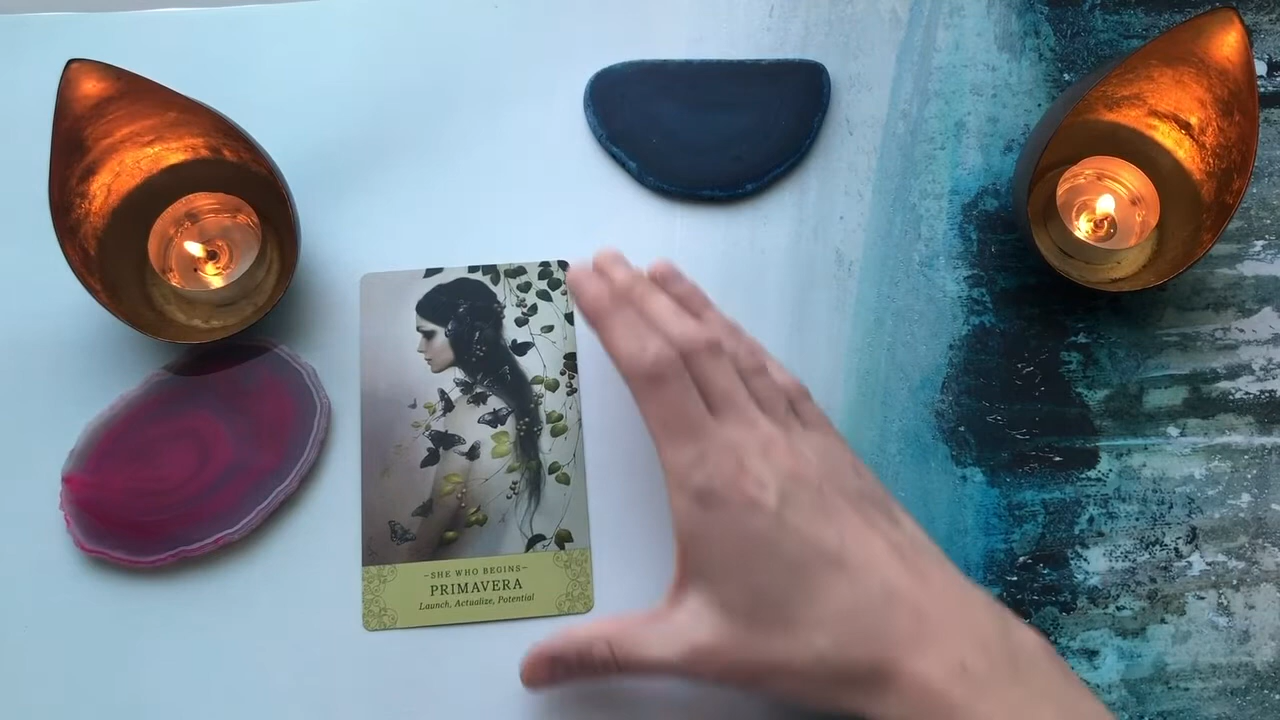 ~SHE WHO BEGINS~
PRIMAVERA
Launch, Actualize, Potential